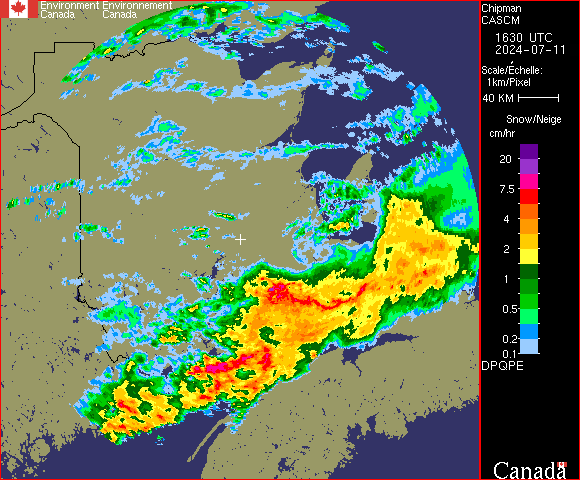 Environment Environnement
Canada Canada
Chipman
CASCM
1630 UTC
2024-07-11
Scale/Echelle:
1km/Pixel
40 KM
Snow/Neige
cm/hr
20
7.5
4
2
1
0.5
0.2
0.1
DPQPE
Canada